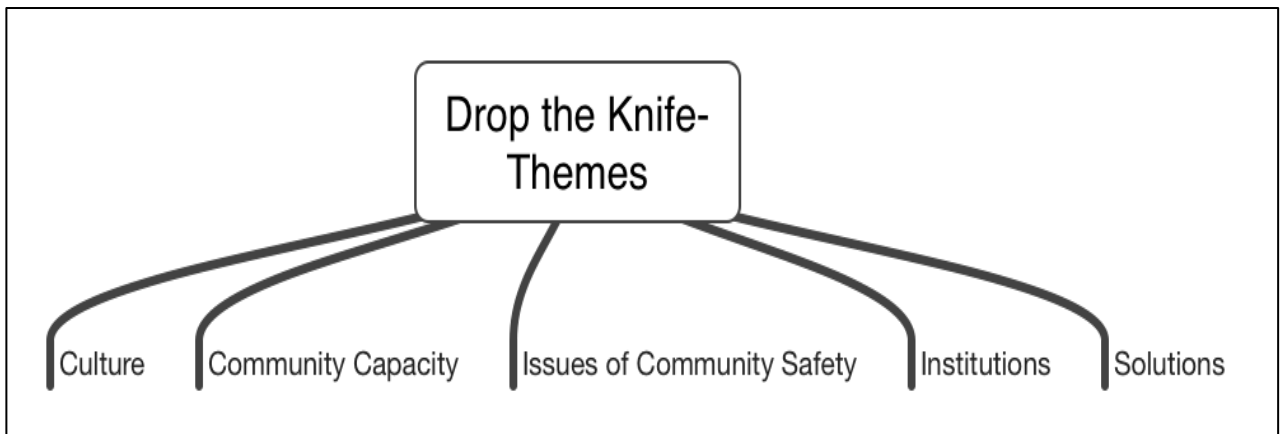 Drop the Knife-
Themes
Culture
Community Capacity
Issues of Community Safety
Institutions
Solutions